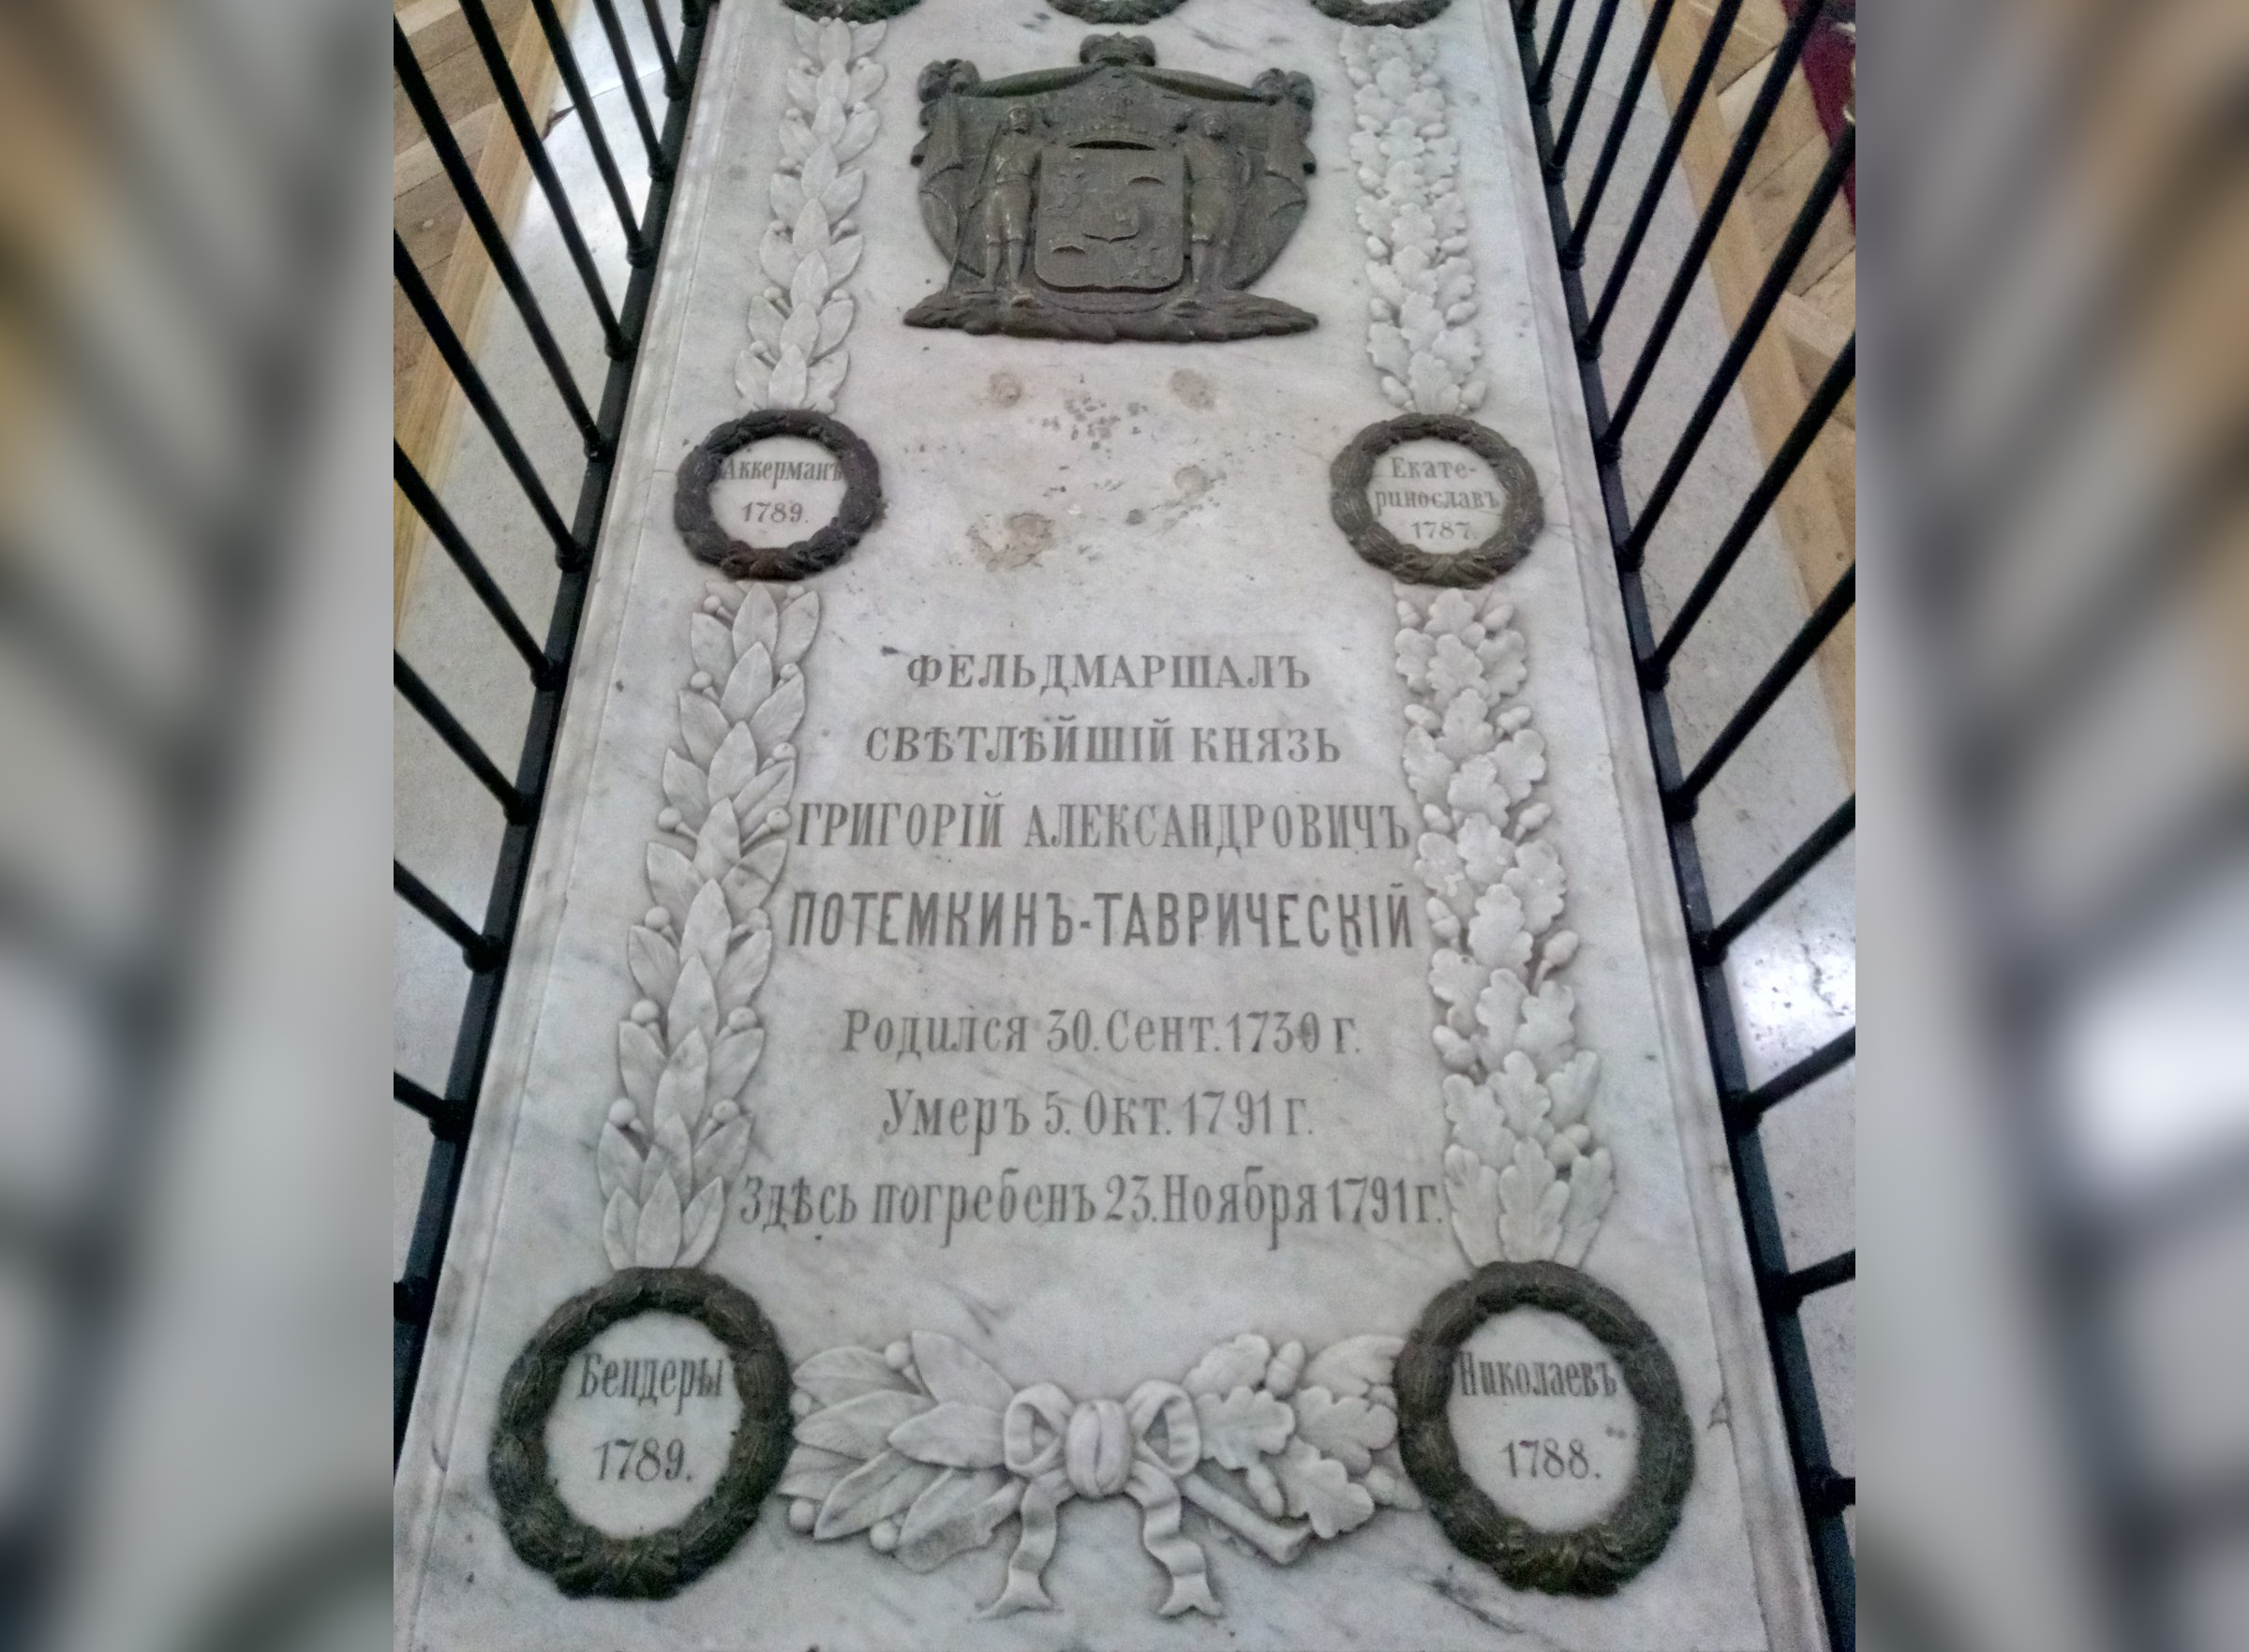 Аккерманъ
1789.
Екате-
ринославъ
1787.
ФЕЛЬДМАРШАЛЪ
СВѢТЛѢЙШІЙ КНЯЗЬ
ГРИГОРІЙ АЛЕКСАНДРОВИЧЪ
ПОТЕМКИНЪ-ТАВРИЧЕСКІЙ
Родился 30. Сент. 1730 г.
Умеръ 5. Окт. 1791 г.
Здѣсь погребенъ 23. Ноября 1791 г.
Бендеры
1789.
Николаевъ
1788.